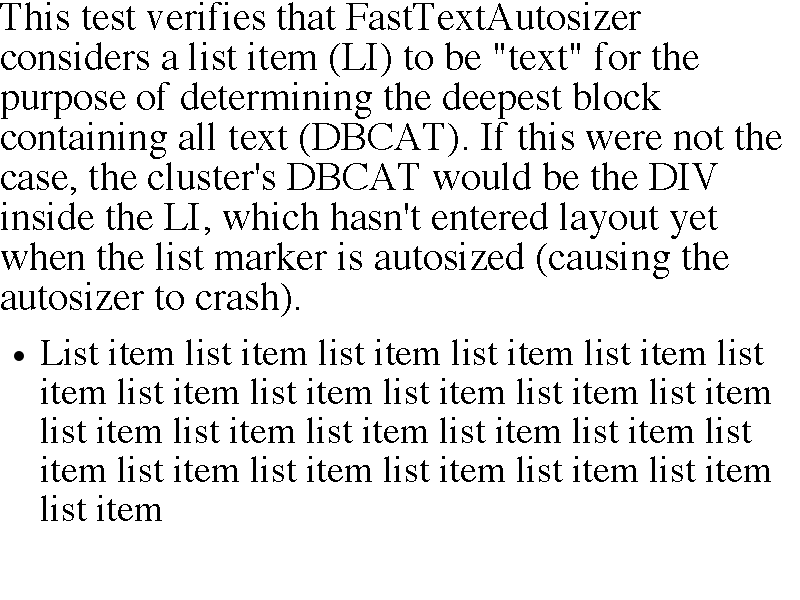 This test verifies that FastTextAutosizer
considers a list item (LI) to be "text" for the
purpose of determining the deepest block
containing all text (DBCAT). If this were not the
case, the cluster's DBCAT would be the DIV
inside the LI, which hasn't entered layout yet
when the list marker is autosized (causing the
autosizer to crash).
• List item list item list item list item list item list
item list item list item list item list item list item
list item list item list item list item list item list
item list item list item list item list item list item
list item